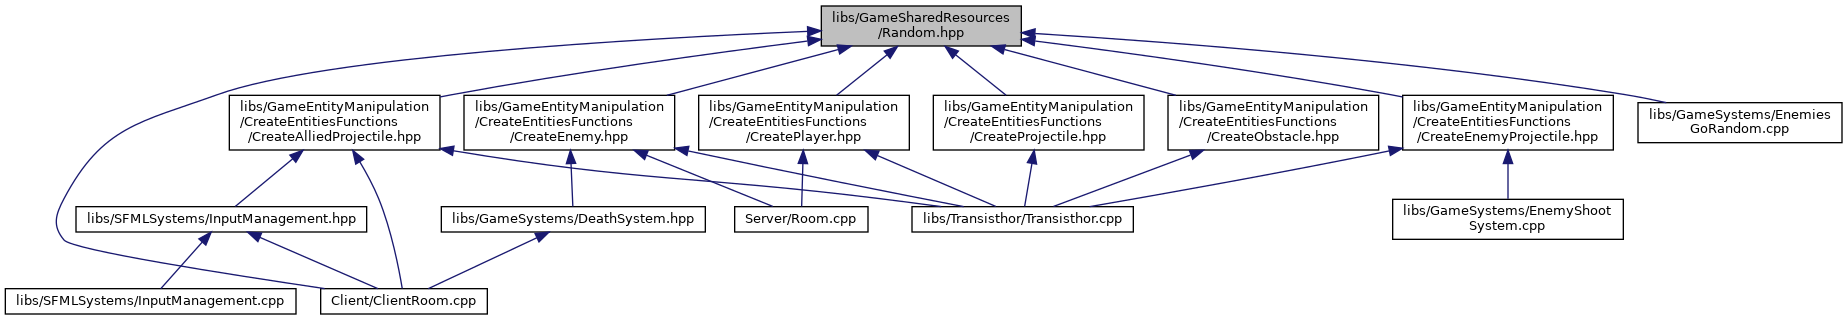 libs/GameSharedResources
/Random.hpp
libs/GameEntityManipulation
/CreateEntitiesFunctions
/CreateAlliedProjectile.hpp
libs/GameEntityManipulation
/CreateEntitiesFunctions
/CreateEnemy.hpp
libs/GameEntityManipulation
/CreateEntitiesFunctions
/CreatePlayer.hpp
libs/GameEntityManipulation
/CreateEntitiesFunctions
/CreateProjectile.hpp
libs/GameEntityManipulation
/CreateEntitiesFunctions
/CreateObstacle.hpp
libs/GameEntityManipulation
/CreateEntitiesFunctions
/CreateEnemyProjectile.hpp
libs/GameSystems/Enemies
GoRandom.cpp
libs/SFMLSystems/InputManagement.hpp
libs/GameSystems/DeathSystem.hpp
Server/Room.cpp
libs/Transisthor/Transisthor.cpp
libs/GameSystems/EnemyShoot
System.cpp
libs/SFMLSystems/InputManagement.cpp
Client/ClientRoom.cpp